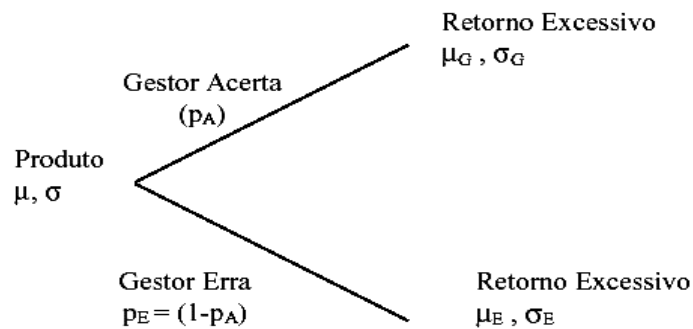 Retorno Excessivo
μG , σG
Gestor Acerta
(pA)
Produto
μ, σ
Gestor Erra
pE = (1-pA)
Retorno Excessivo
μE , σE